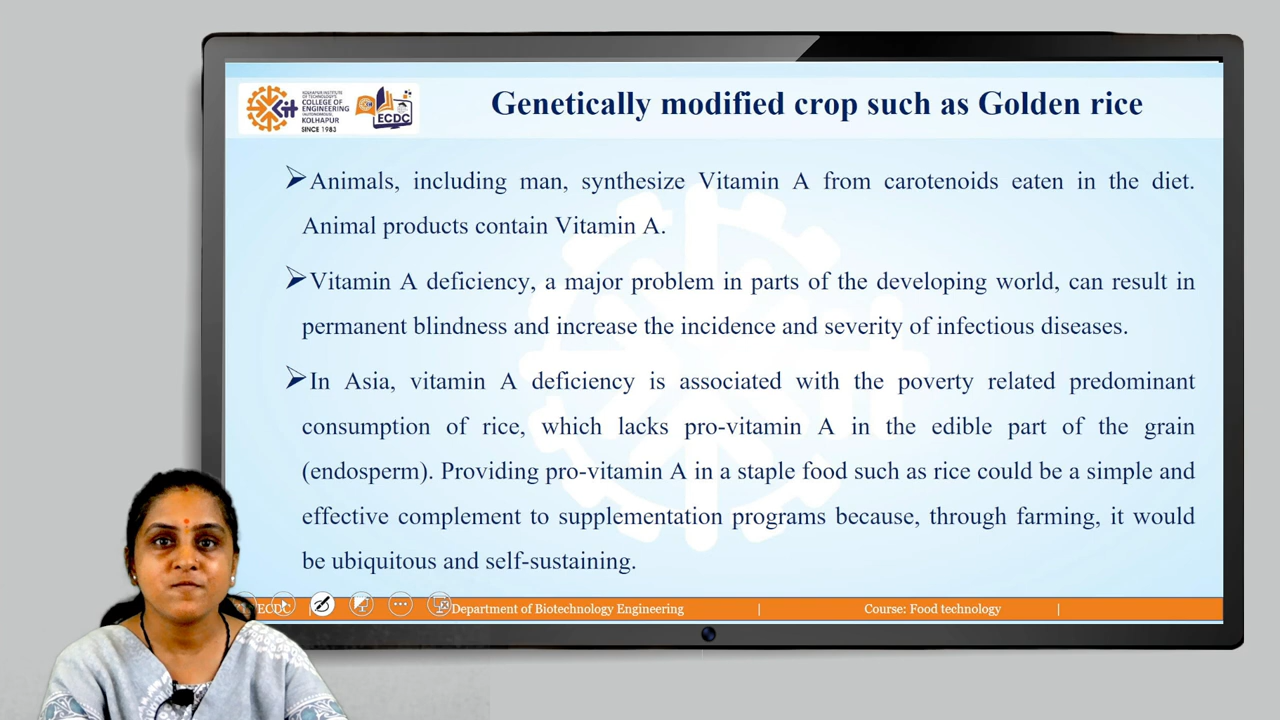 KOLHAPUR INSTITUTE
OF TECHNOLOGY'S
COLLEGE OF
ENGINEERING
(AUTONOMOUS),
KOLHAPUR
SINCE 1983
ECDC
Genetically modified crop such as Golden rice
Animals, including man, synthesize Vitamin A from carotenoids eaten in the diet.
Animal products contain Vitamin A.
Vitamin A deficiency, a major problem in parts of the developing world, can result in
permanent blindness and increase the incidence and severity of infectious diseases.
In Asia, vitamin A deficiency is associated with the poverty related predominant
consumption of rice, which lacks pro-vitamin A in the edible part of the grain
(endosperm). Providing pro-vitamin A in a staple food such as rice could be a simple and
effective complement to supplementation programs because, through farming, it would
be ubiquitous and self-sustaining.
ECDC | Department of Biotechnology Engineering | Course: Food technology |